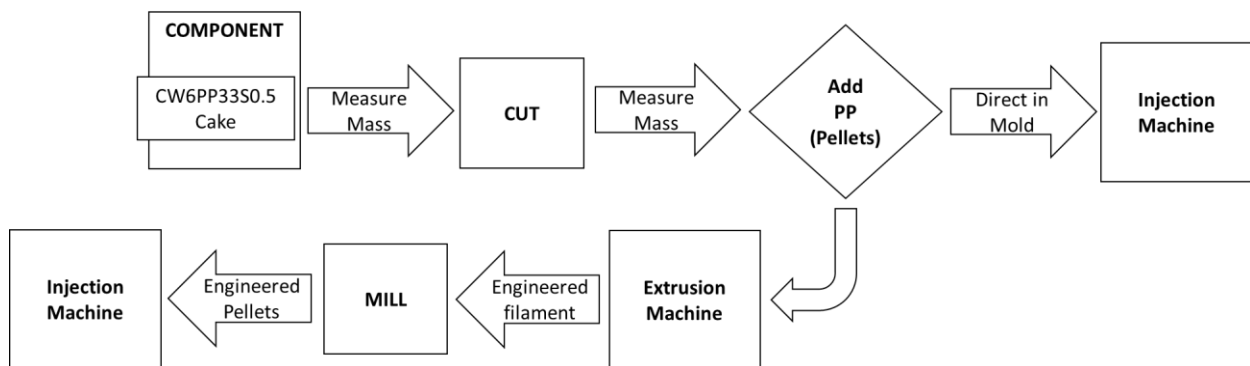 COMPONENT
CW6PP33S0.5
Cake
Measure
Mass
CUT
Measure
Mass
Add
PP
(Pellets)
Direct in
Mold
Injection
Machine
Injection
Machine
Engineered
Pellets
MILL
Engineered
filament
Extrusion
Machine